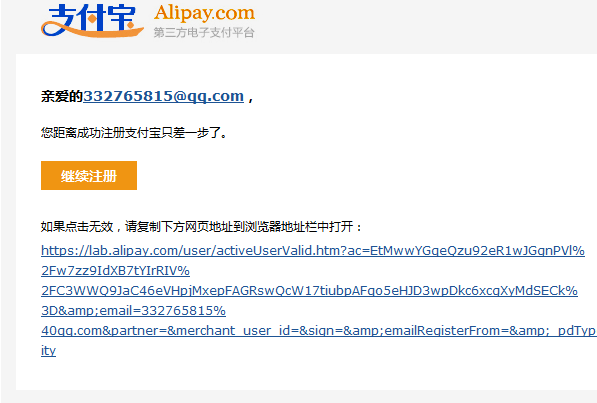 支付宝 Alipay.com
第三方电子支付平台
亲爱的332765815@qq.com，
您距离成功注册支付宝只差一步了。
继续注册
如果点击无效，请复制下方网页地址到浏览器地址栏中打开：
https://lab.alipay.com/user/activeUserValid.htm?ac=EtMwwYGqeQzu92eR1wJGqnPVl%
2Fw7zz9IdXB7tYIrRIV%
2FC3WWQ9JaC46eVHpjMxepFAGRswQcW17tiubpAFqo5eHJD3wpDkc6xcqXyMdSECk%
3D&amp;email=332765815%
40qq.com&partner=&merchant_user_id=&sign=&amp;emailRegisterFrom=&amp;_pdTyp
ity